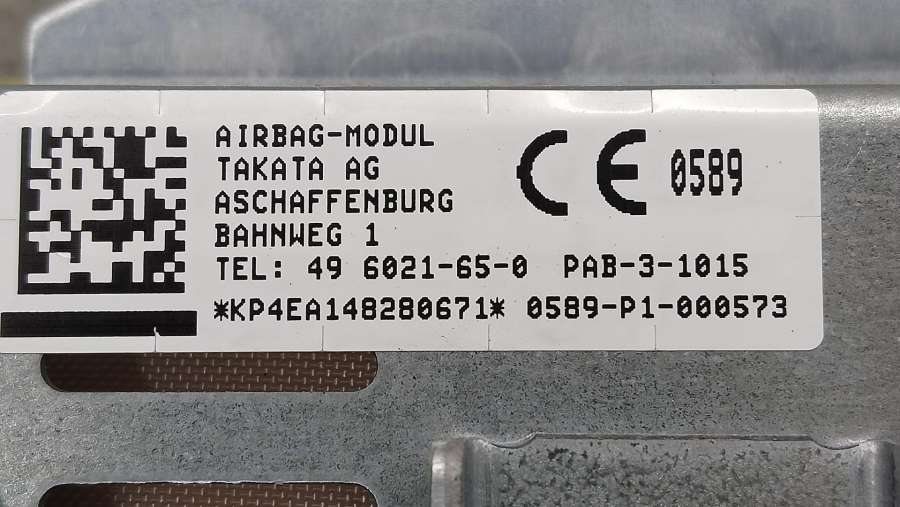 AIRBAG-MODUL
TAKATA AG
ASCHAFFENBURG
BAHNWEG 1
TEL: 49 6021-65-0 PAB-3-1015
*KP4EA148280671* 0589-P1-000573
CE 0589